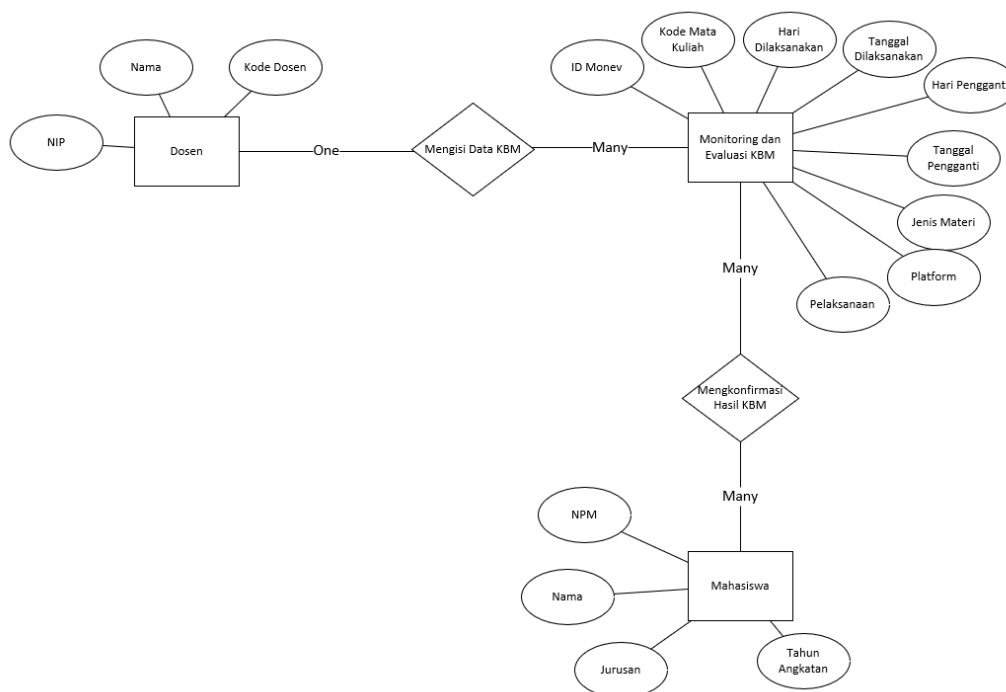 Nama
Kode Dosen
NIP
Dosen
One
Mengisi Data KBM
Many
ID Monev
Kode Mata
Kuliah
Hari
Dilaksanakan
Tanggal
Dilaksanakan
Hari Pengganti
Monitoring dan
Evaluasi KBM
Tanggal
Pengganti
Jenis Materi
Platform
Pelaksanaan
Many
Mengkonfirmasi
Hasil KBM
Many
NPM
Nama
Mahasiswa
Jurusan
Tahun
Angkatan